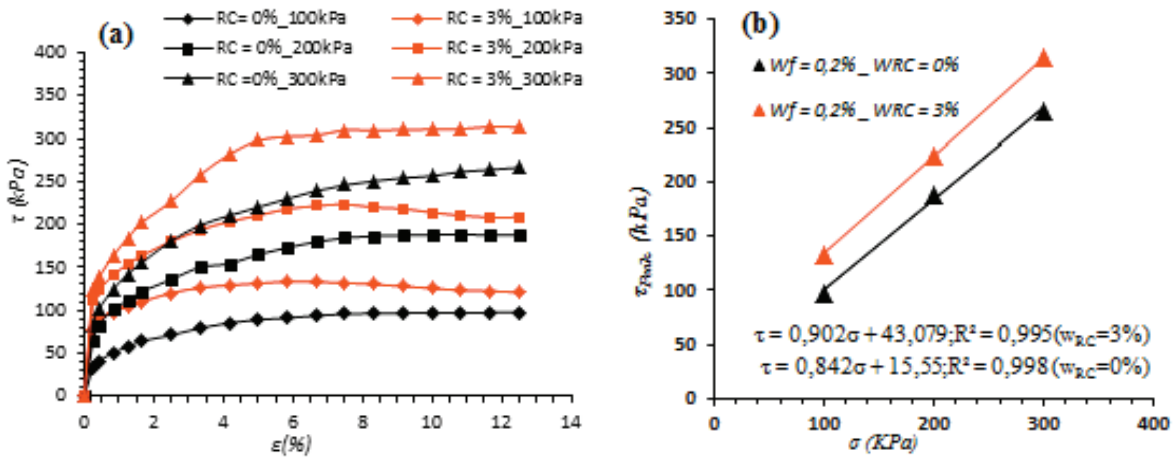 (a)
RC= 0%_100kPa
RC = 3%_100kPa
RC = 0%_200kPa
RC = 3%_200kPa
RC =0%_300kPa
RC = 3%_300kPa
400
350
300
250
200
150
100
50
0
τ (kPa)
0 2 4 6 8 10 12 14
ε(%)
(b)
Wf = 0,2% _ WRC = 0%
Wf = 0,2% _ WRC = 3%
350
300
250
200
150
100
50
0
τPeak (kPa)
τ = 0,902σ + 43,079;R² = 0,995(wRC=3%)
τ = 0,842σ + 15,55;R² = 0,998 (wRC=0%)
0 100 200 300 400
σ (KPa)